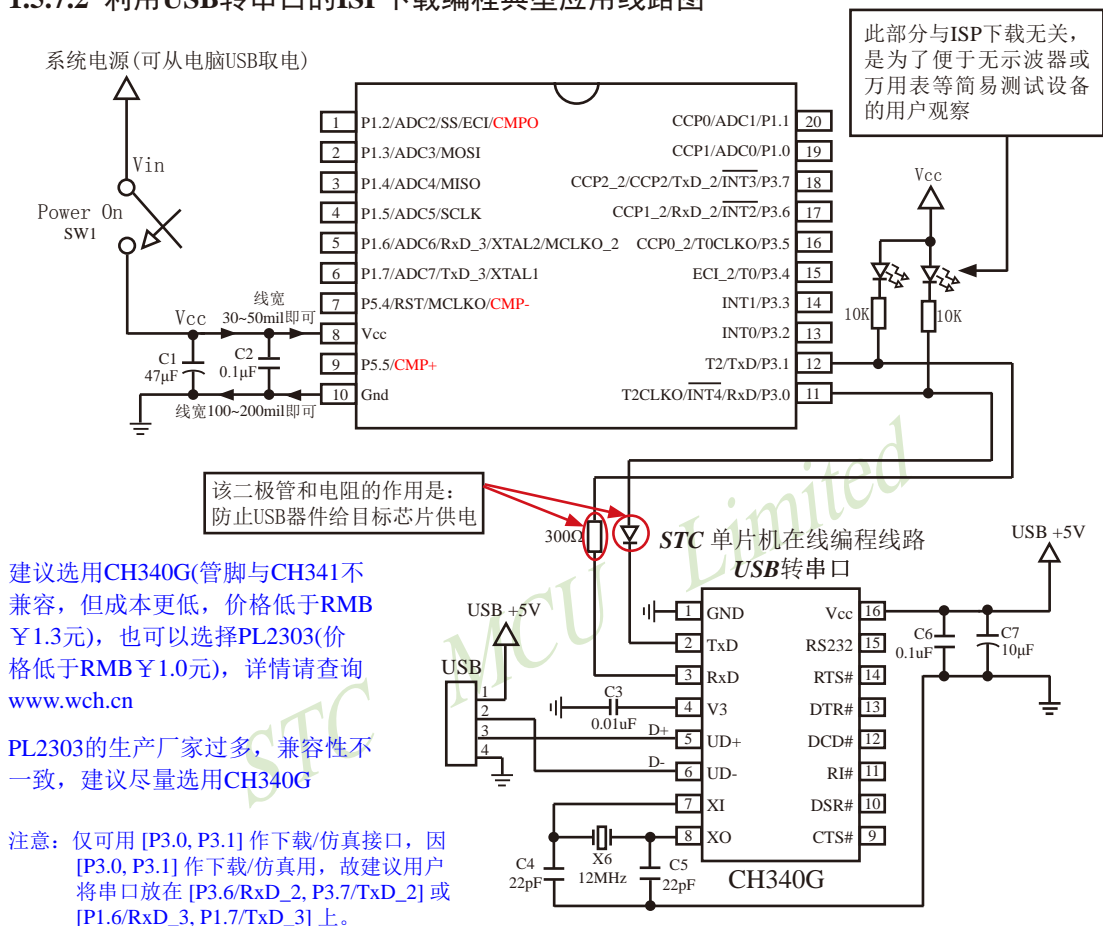 1.5.7.2 利用USB转串口的ISP下载编程典型应用线路图
此部分与ISP下载无关，
是为了便于无示波器或
万用表等简易测试设备
的用户观察
系统电源(可从电脑USB取电)
Vin
Power On
SW1
Vcc
线宽
30~50mil即可
C1
47μF
C2
0.1μF
线宽100~200mil即可
1 P1.2/ADC2/SS/ECI/CMPO
2 P1.3/ADC3/MOSI
3 P1.4/ADC4/MISO
4 P1.5/ADC5/SCLK
5 P1.6/ADC6/RxD_3/XTAL2/MCLKO_2
6 P1.7/ADC7/TxD_3/XTAL1
7 P5.4/RST/MCLKO/CMP-
8 Vcc
9 P5.5/CMP+
10 Gnd
CCP0/ADC1/P1.1 20
CCP1/ADC0/P1.0 19
CCP2_2/CCP2/TxD_2/INT3/P3.7 18
CCP1_2/RxD_2/INT2/P3.6 17
CCP0_2/T0CLKO/P3.5 16
ECI_2/T0/P3.4 15
INT1/P3.3 14
INT0/P3.2 13
T2/TxD/P3.1 12
T2CLKO/INT4/RxD/P3.0 11
Vcc
10K
10K
该二极管和电阻的作用是：
防止USB器件给目标芯片供电
300Ω
STC 单片机在线编程线路
USB转串口
USB +5V
建议选用CH340G(管脚与CH341不
兼容，但成本更低，价格低于RMB
￥1.3元)，也可以选择PL2303(价
格低于RMB￥1.0元)，详情请查询
www.wch.cn
PL2303的生产厂家过多，兼容性不
一致，建议尽量选用CH340G
注意：仅可用 [P3.0, P3.1] 作下载/仿真接口，因
[P3.0, P3.1] 作下载/仿真用，故建议用户
将串口放在 [P3.6/RxD_2, P3.7/TxD_2] 或
[P1.6/RxD_3, P1.7/TxD_3] 上。
USB +5V
USB
1
2
3
4
C3
0.01uF
D+
D-
1 GND
2 TxD
3 RxD
4 V3
5 UD+
6 UD-
7 XI
8 XO
Vcc 16
RS232 15
RTS# 14
DTR# 13
DCD# 12
RI# 11
DSR# 10
CTS# 9
C6
0.1uF
C7
10μF
C4
22pF
X6
12MHz
C5
22pF
CH340G
STC MCU Limited